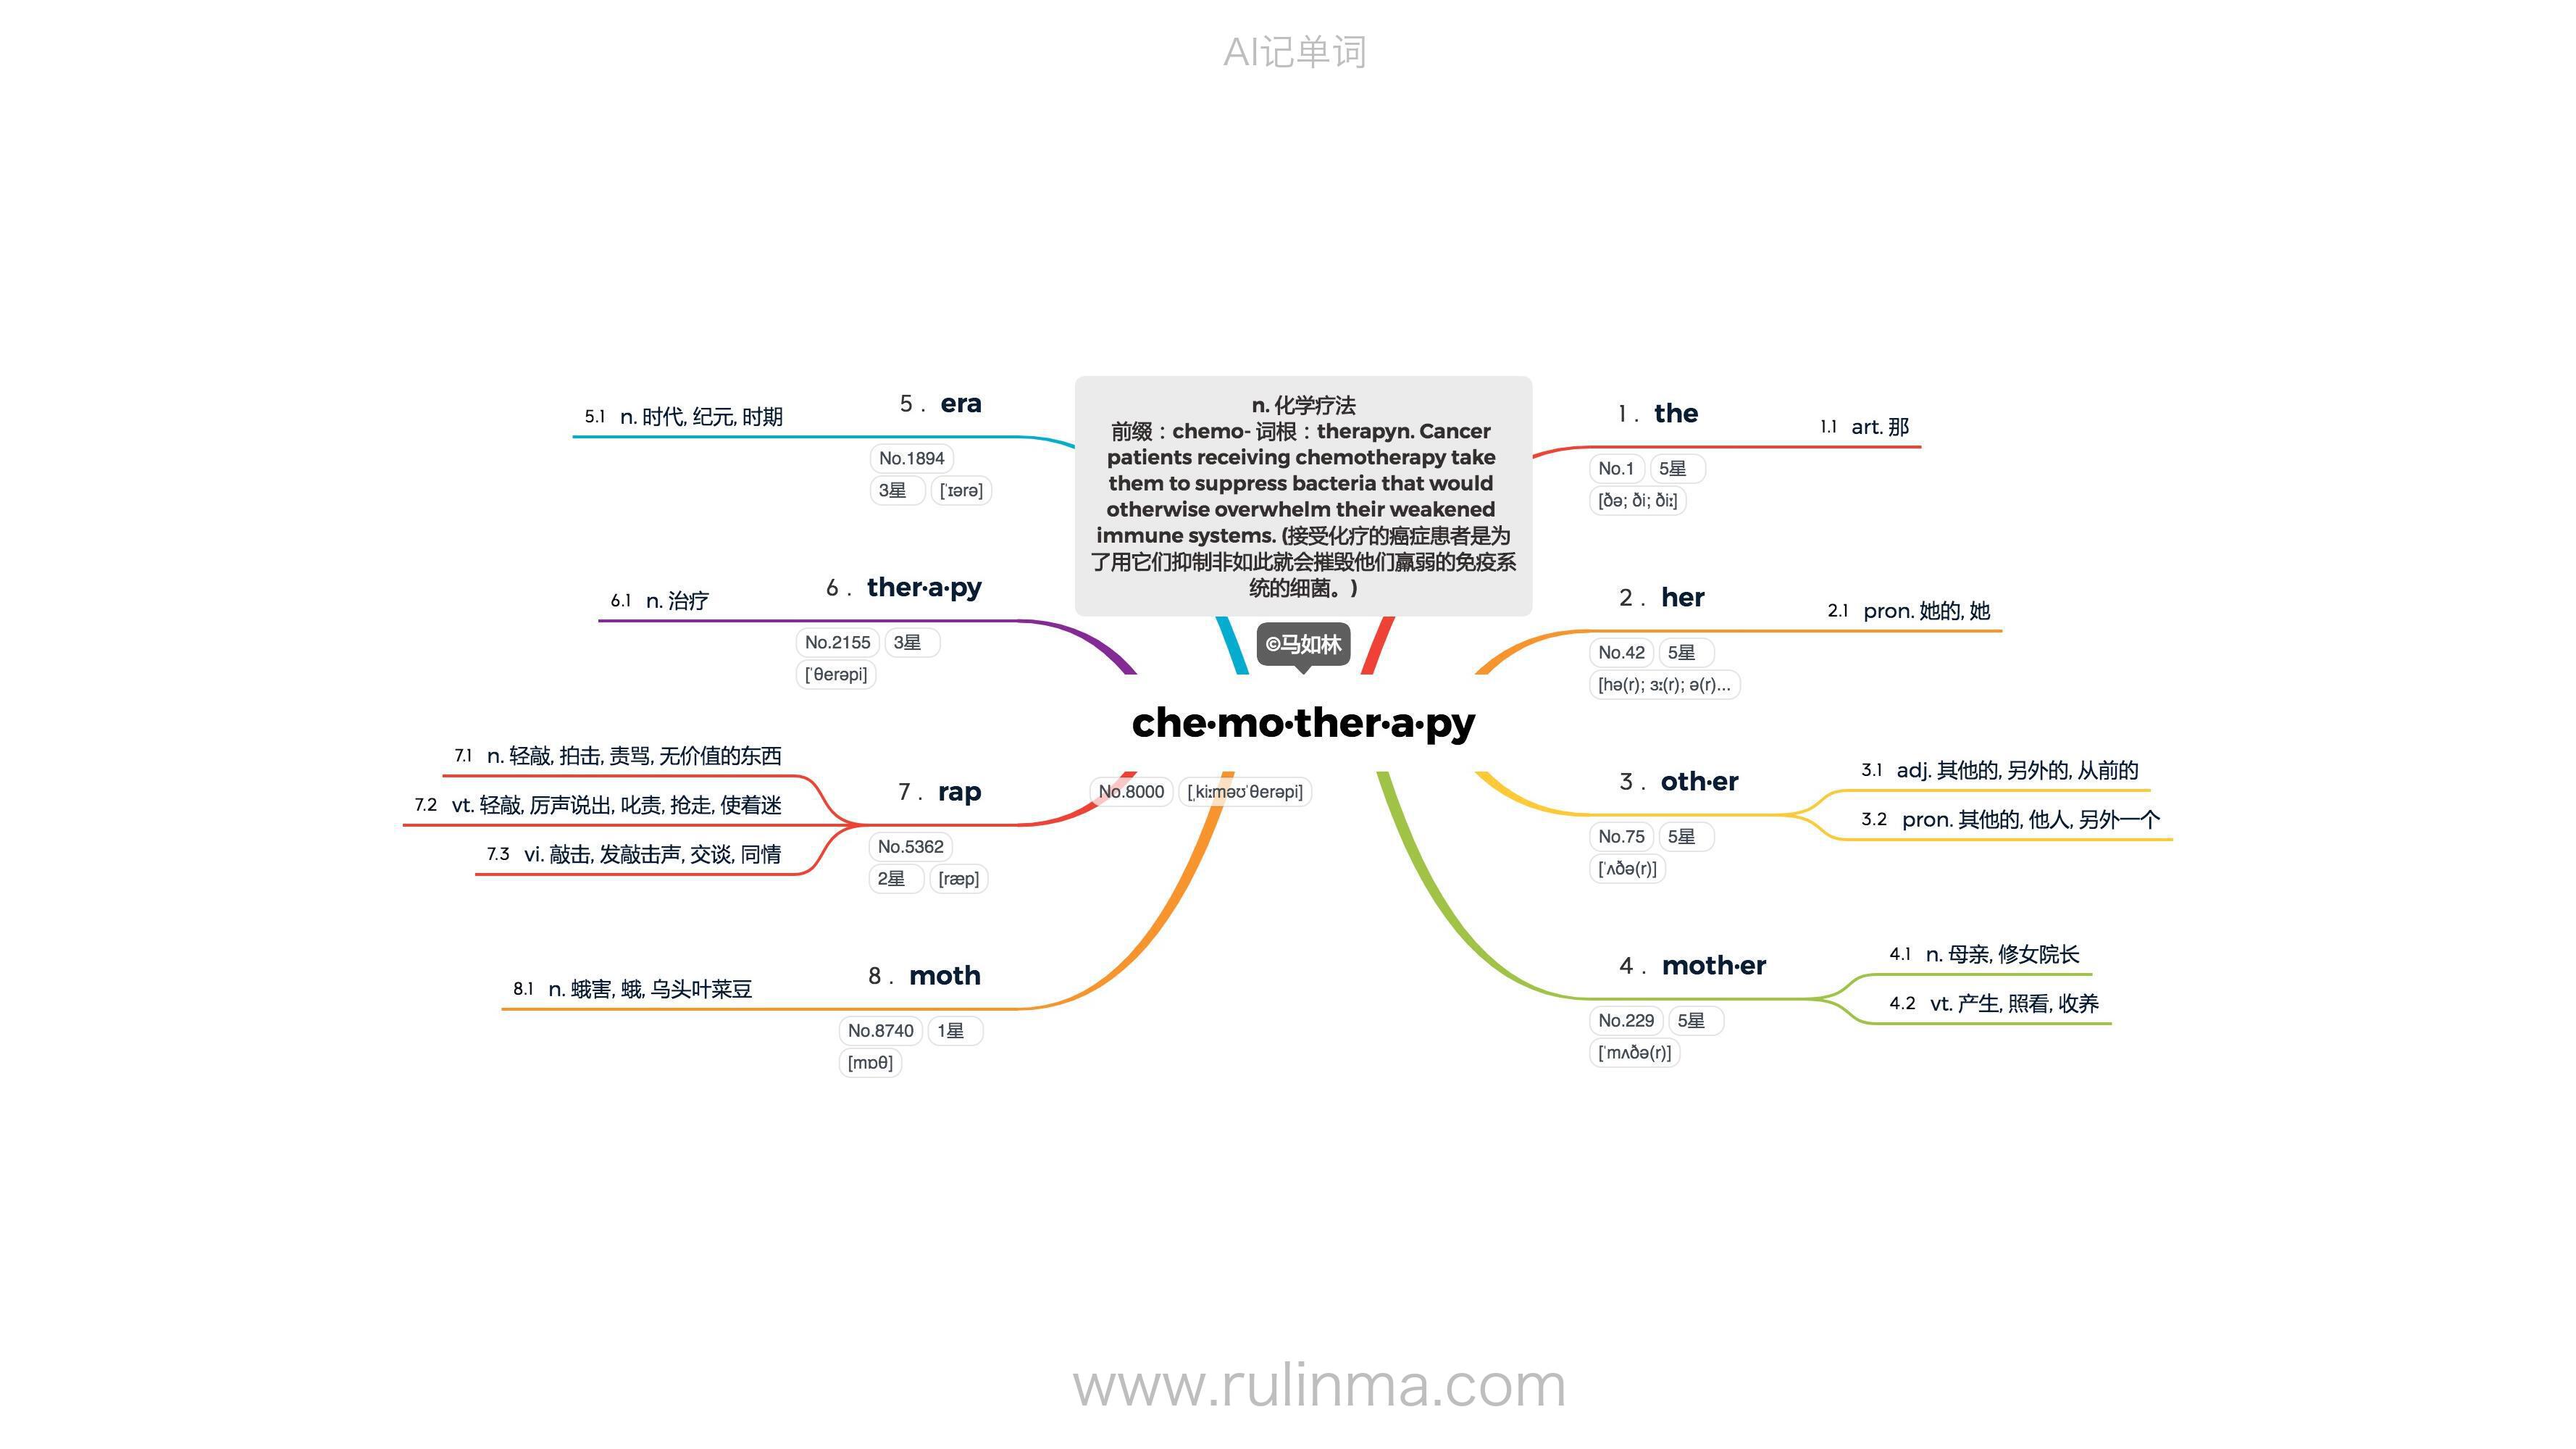 AI记单词
n. 化学疗法
前缀：chemo- 词根：therapyn. Cancer
patients receiving chemotherapy take
them to suppress bacteria that would
otherwise overwhelm their weakened
immune systems. (接受化疗的癌症患者是为
了用它们抑制非如此就会摧毁他们羸弱的免疫系
统的细菌。)
©马如林
che·mo·ther·a·py
No.8000 [ˌkiːməʊˈθerəpi]
1. the
No.1 5星
[ðə; ði; ðiː]
1.1 art. 那
2. her
No.42 5星
[hə(r); ɜː(r); ə(r)...
2.1 pron. 她的, 她
3. oth·er
No.75 5星
[ˈʌðə(r)]
3.1 adj. 其他的, 另外的, 从前的
3.2 pron. 其他的, 他人, 另外一个
4. moth·er
No.229 5星
[ˈmʌðə(r)]
4.1 n. 母亲, 修女院长
4.2 vt. 产生, 照看, 收养
5. era
No.1894
3星 [ˈɪərə]
5.1 n. 时代, 纪元, 时期
6. ther·a·py
No.2155 3星
[ˈθerəpi]
6.1 n. 治疗
7. rap
No.5362
2星 [ræp]
7.1 n. 轻敲, 拍击, 责骂, 无价值的东西
7.2 vt. 轻敲, 厉声说出, 叱责, 抢走, 使着迷
7.3 vi. 敲击, 发敲击声, 交谈, 同情
8. moth
No.8740 1星
[mɒθ]
8.1 n. 蛾害, 蛾, 乌头叶菜豆
www.rulinma.com